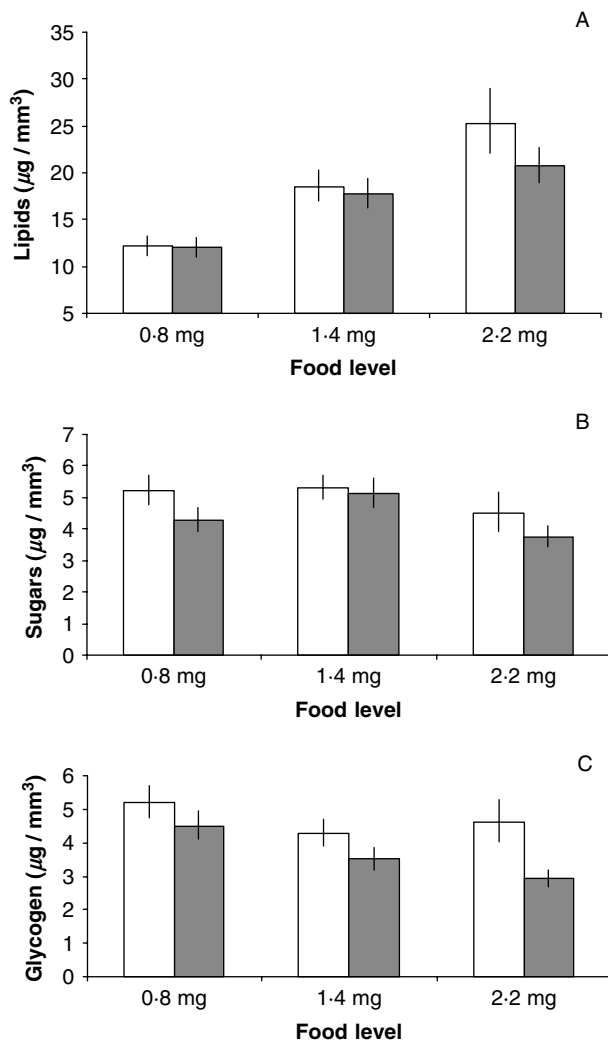 A
Lipids (μg / mm³)
35
30
25
20
15
10
5
0·8 mg 1·4 mg 2·2 mg
Food level
B
Sugars (μg / mm³)
7
6
5
4
3
2
1
0
0·8 mg 1·4 mg 2·2 mg
Food level
C
Glycogen (μg / mm³)
6
5
4
3
2
1
0
0·8 mg 1·4 mg 2·2 mg
Food level